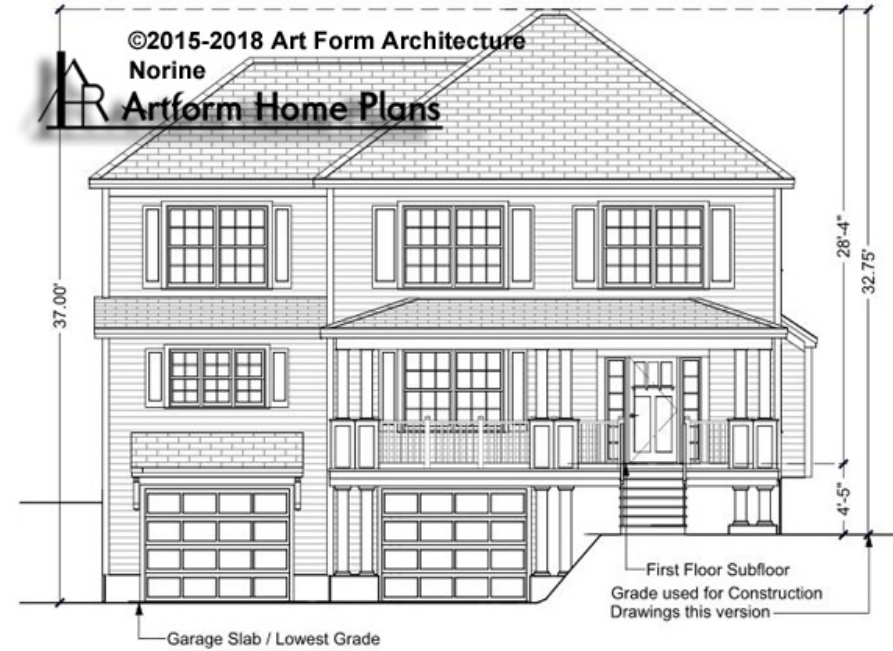 ©2015-2018 Art Form Architecture
Norine
AFR
Artform Home Plans
37.00'
28'-4"
32.75'
4'-5"
First Floor Subfloor
Grade used for Construction
Drawings this version
Garage Slab / Lowest Grade